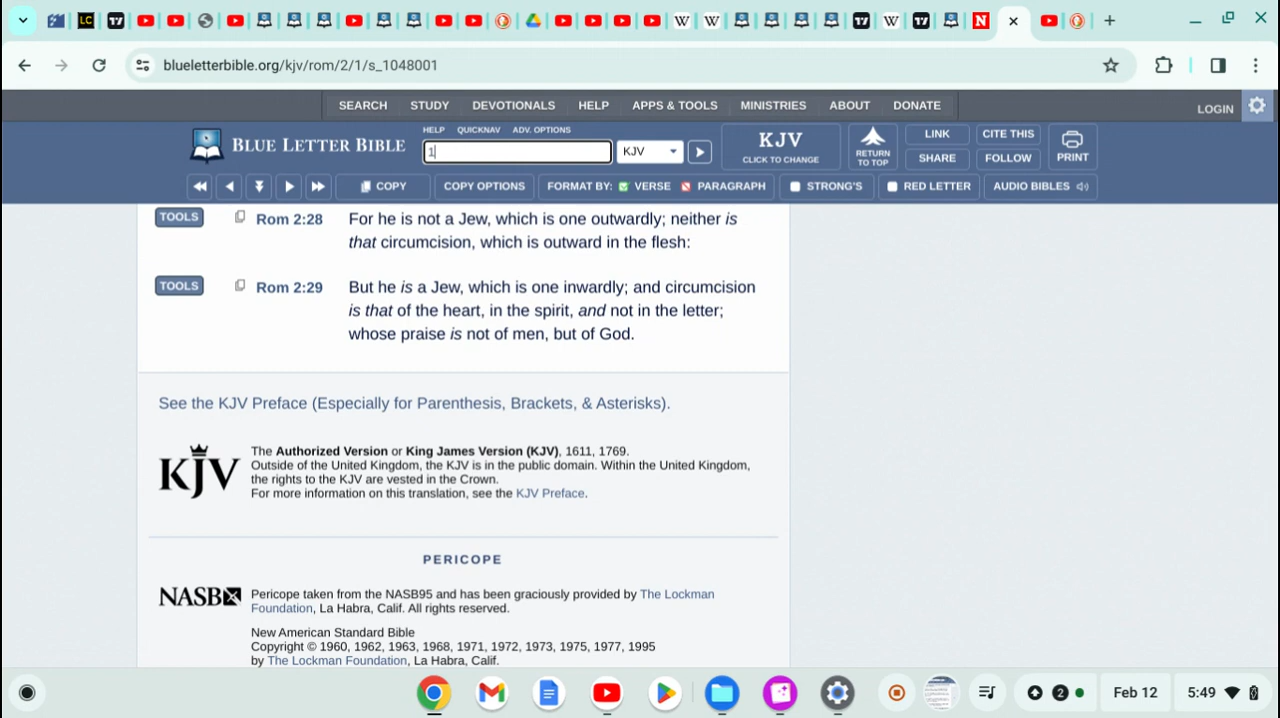 blueletterbible.org/kjv/rom/2/1/s_1048001
SEARCH STUDY DEVOTIONALS HELP APPS & TOOLS MINISTRIES ABOUT DONATE LOGIN
HELP QUICKNAV ADV. OPTIONS
BLUE LETTER BIBLE
1
KJV
KJV
CLICK TO CHANGE
RETURN
TO TOP
LINK
CITE THIS
SHARE
FOLLOW
PRINT
COPY COPY OPTIONS FORMAT BY: VERSE PARAGRAPH STRONG'S RED LETTER AUDIO BIBLES
TOOLS Rom 2:28 For he is not a Jew, which is one outwardly; neither is
that circumcision, which is outward in the flesh:
TOOLS Rom 2:29 But he is a Jew, which is one inwardly; and circumcision
is that of the heart, in the spirit, and not in the letter;
whose praise is not of men, but of God.
See the KJV Preface (Especially for Parenthesis, Brackets, & Asterisks).
KJV
The Authorized Version or King James Version (KJV), 1611, 1769.
Outside of the United Kingdom, the KJV is in the public domain. Within the United Kingdom,
the rights to the KJV are vested in the Crown.
For more information on this translation, see the KJV Preface.
PERICOPE
NASB
Pericope taken from the NASB95 and has been graciously provided by The Lockman
Foundation, La Habra, Calif. All rights reserved.
New American Standard Bible
Copyright © 1960, 1962, 1963, 1968, 1971, 1972, 1973, 1975, 1977, 1995
by The Lockman Foundation, La Habra, Calif.
2 Feb 12 5:49